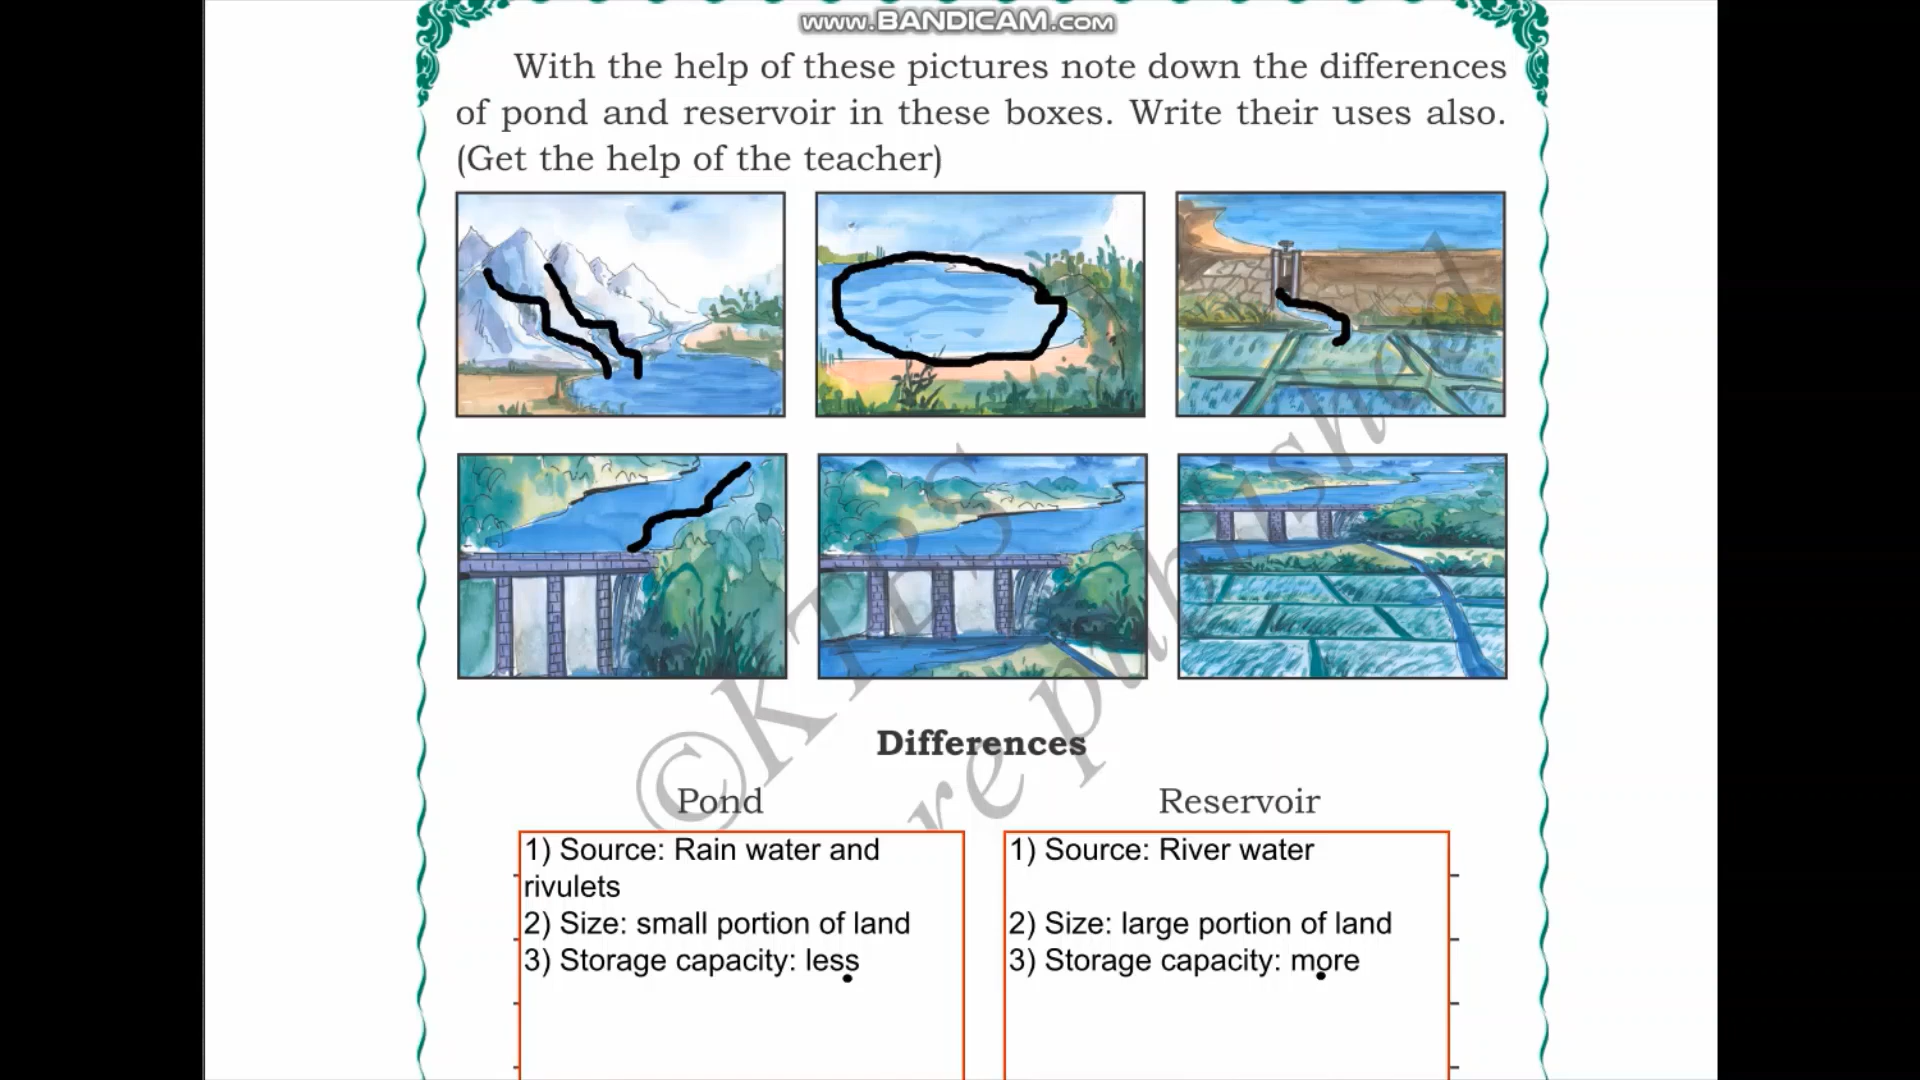 www.BANDICAM.com
With the help of these pictures note down the differences
of pond and reservoir in these boxes. Write their uses also.
(Get the help of the teacher)
©KTBS
re published
Differences
Pond
Reservoir
1) Source: Rain water and
rivulets
2) Size: small portion of land
3) Storage capacity: less
1) Source: River water
2) Size: large portion of land
3) Storage capacity: more